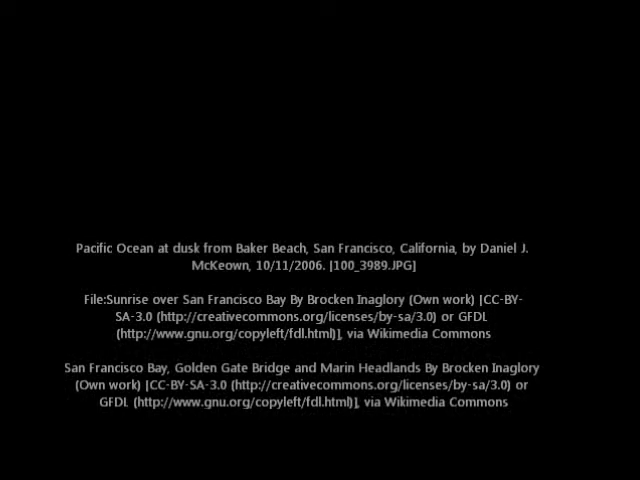 Pacific Ocean at dusk from Baker Beach, San Francisco, California, by Daniel J.
McKeown, 10/11/2006. [100_3989.JPG]
File:Sunrise over San Francisco Bay By Brocken Inaglory (Own work) [CC-BY-
SA-3.0 (http://creativecommons.org/licenses/by-sa/3.0) or GFDL
(http://www.gnu.org/copyleft/fdl.html)], via Wikimedia Commons
San Francisco Bay, Golden Gate Bridge and Marin Headlands By Brocken Inaglory
(Own work) [CC-BY-SA-3.0 (http://creativecommons.org/licenses/by-sa/3.0) or
GFDL (http://www.gnu.org/copyleft/fdl.html)], via Wikimedia Commons